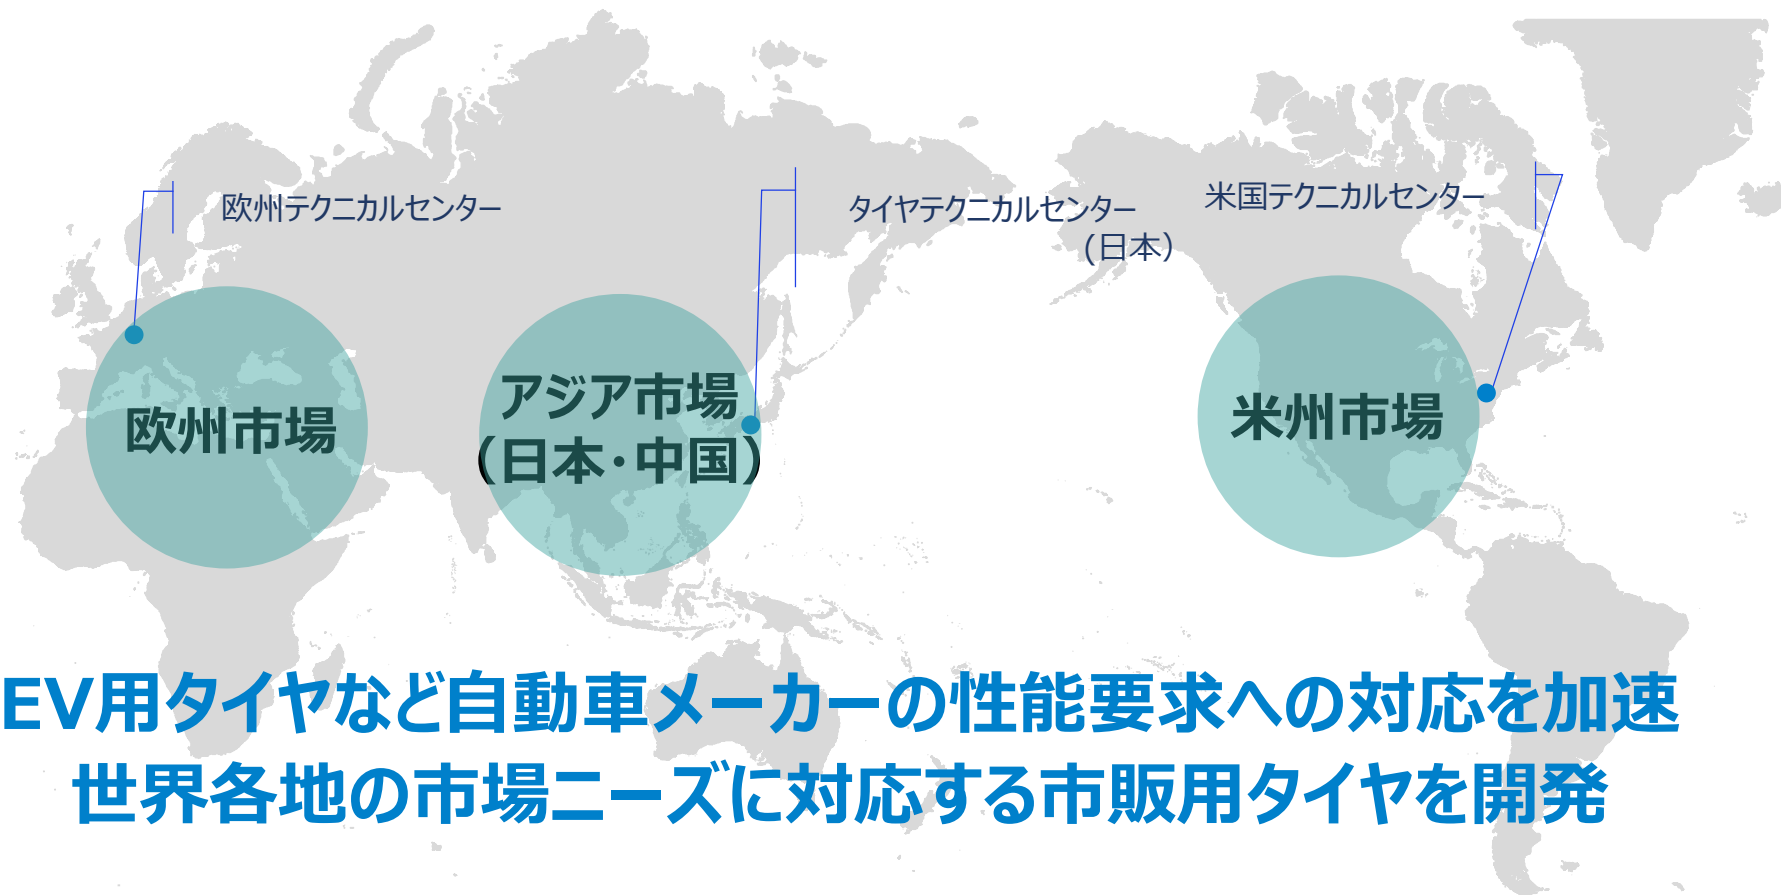 欧州テクニカルセンター
タイヤテクニカルセンター
(日本）
米国テクニカルセンター
欧州市場
アジア市場
（日本・中国）
米州市場
EV用タイヤなど自動車メーカーの性能要求への対応を加速
世界各地の市場ニーズに対応する市販用タイヤを開発